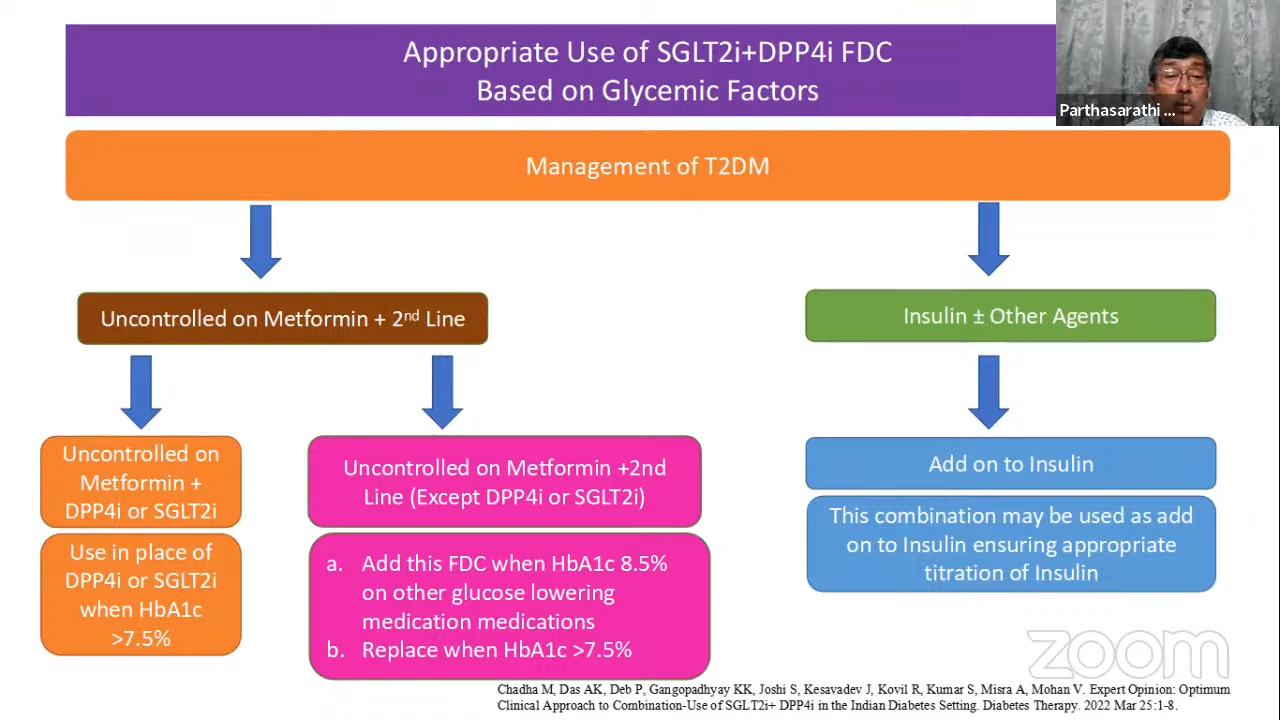 Appropriate Use of SGLT2i+DPP4i FDC
Based on Glycemic Factors
Parthasarathi ...
Management of T2DM
Uncontrolled on Metformin + 2nd Line
Insulin ± Other Agents
Uncontrolled on
Metformin +
DPP4i or SGLT2i
Use in place of
DPP4i or SGLT2i
when HbA1c
>7.5%
Uncontrolled on Metformin +2nd
Line (Except DPP4i or SGLT2i)
a. Add this FDC when HbA1c 8.5%
on other glucose lowering
medication medications
b. Replace when HbA1c >7.5%
Add on to Insulin
This combination may be used as add
on to Insulin ensuring appropriate
titration of Insulin
zoom
Chadha M, Das AK, Deb P, Gangopadhyay KK, Joshi S, Kesavadev J, Kovil R, Kumar S, Misra A, Mohan V. Expert Opinion: Optimum
Clinical Approach to Combination-Use of SGLT2i+ DPP4i in the Indian Diabetes Setting. Diabetes Therapy. 2022 Mar 25:1-8.